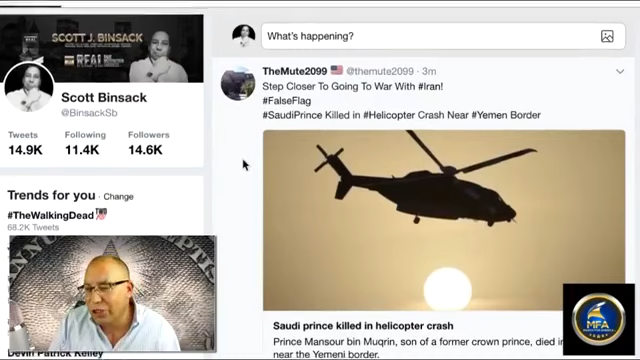 SCOTT J. BINSACK
REAL
What's happening?
TheMute2099 @themute2099 · 3m
Step Closer To Going To War With #Iran!
#FalseFlag
#SaudiPrince Killed in #Helicopter Crash Near #Yemen Border
Scott Binsack
@BinsackSb
Tweets Following Followers
14.9K 11.4K 14.6K
Trends for you · Change
#TheWalkingDead
68.2K Tweets
ANNUIT CŒPTIS
Devin Patrick Kelley
Saudi prince killed in helicopter crash
Prince Mansour bin Muqrin, son of a former crown prince, died in
near the Yemeni border.
MFA